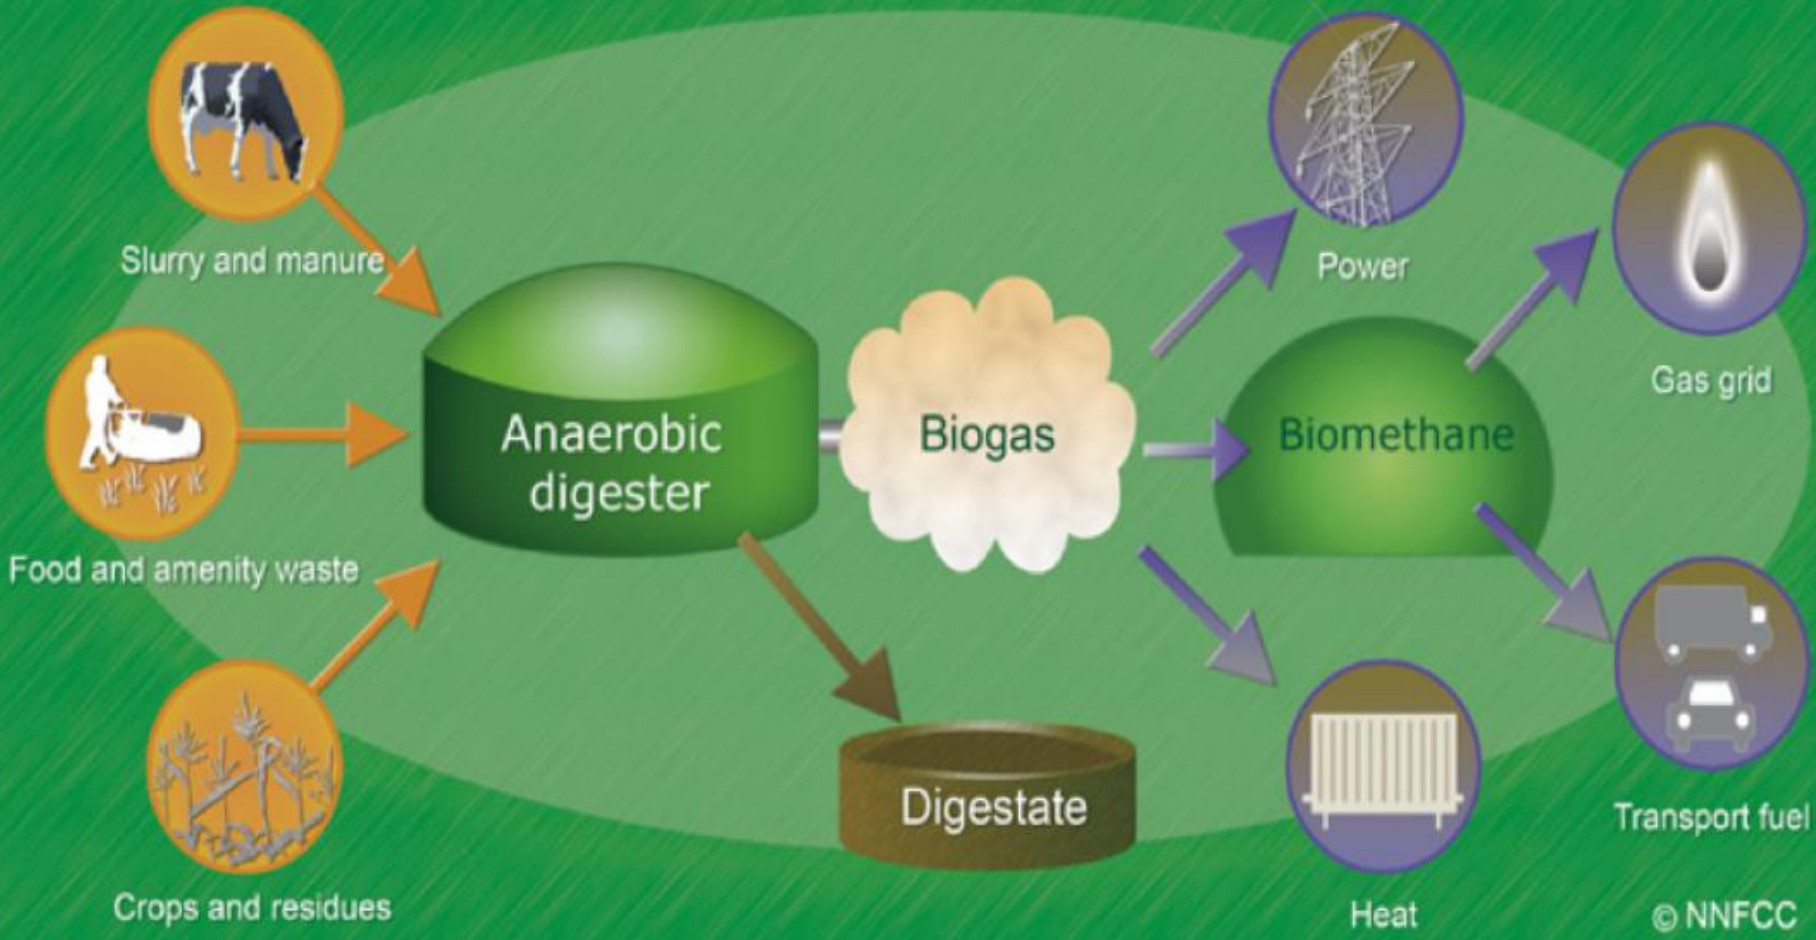 Slurry and manure
Food and amenity waste
Crops and residues
Anaerobic
digester
Biogas
Digestate
Power
Biomethane
Gas grid
Heat
Transport fuel
© NNFCC